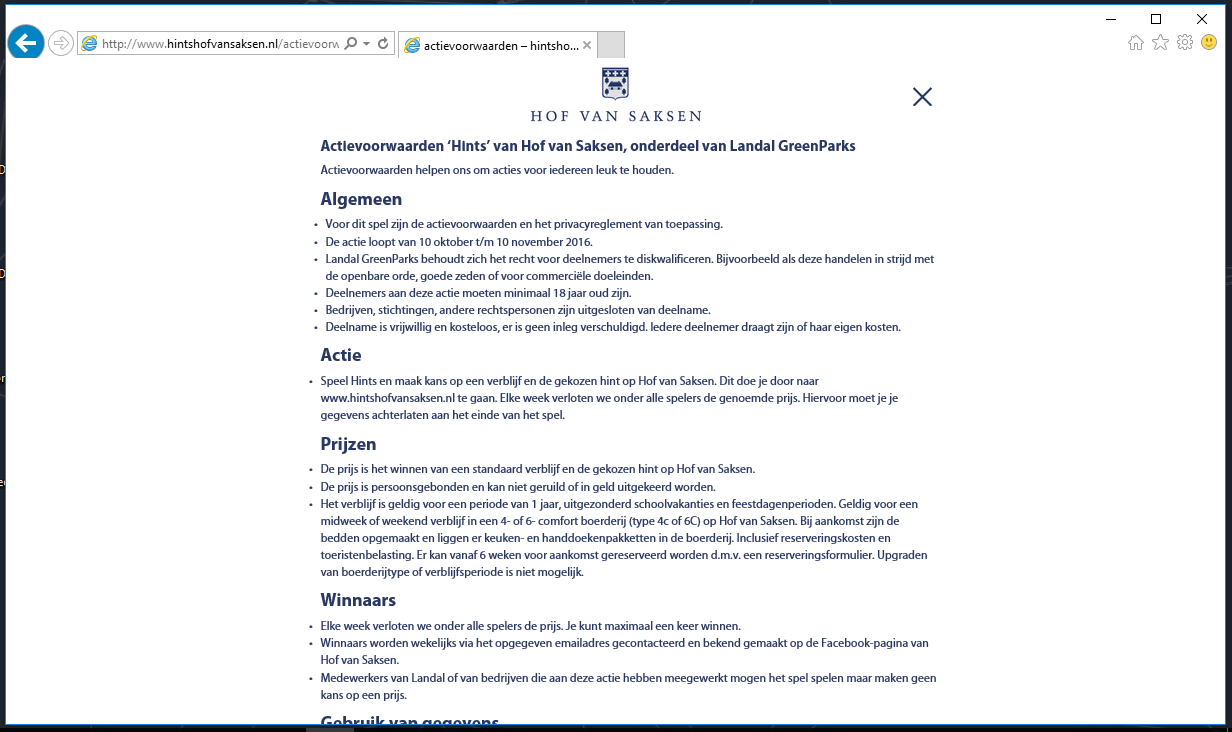 http://www.hintshofvansaksen.nl/actievoorw
actievoorwaarden – hintsho...
HOF VAN SAKSEN
Actievoorwaarden ‘Hints’ van Hof van Saksen, onderdeel van Landal GreenParks
Actievoorwaarden helpen ons om acties voor iedereen leuk te houden.
Algemeen
• Voor dit spel zijn de actievoorwaarden en het privacyreglement van toepassing.
• De actie loopt van 10 oktober t/m 10 november 2016.
• Landal GreenParks behoudt zich het recht voor deelnemers te diskwalificeren. Bijvoorbeeld als deze handelen in strijd met
de openbare orde, goede zeden of voor commerciële doeleinden.
• Deelnemers aan deze actie moeten minimaal 18 jaar oud zijn.
• Bedrijven, stichtingen, andere rechtspersonen zijn uitgesloten van deelname.
• Deelname is vrijwillig en kosteloos, er is geen inleg verschuldigd. Iedere deelnemer draagt zijn of haar eigen kosten.
Actie
• Speel Hints en maak kans op een verblijf en de gekozen hint op Hof van Saksen. Dit doe je door naar
www.hintshofvansaksen.nl te gaan. Elke week verloten we onder alle spelers de genoemde prijs. Hiervoor moet je je
gegevens achterlaten aan het einde van het spel.
Prijzen
• De prijs is het winnen van een standaard verblijf en de gekozen hint op Hof van Saksen.
• De prijs is persoonsgebonden en kan niet geruild of in geld uitgekeerd worden.
• Het verblijf is geldig voor een periode van 1 jaar, uitgezonderd schoolvakanties en feestdagenperioden. Geldig voor een
midweek of weekend verblijf in een 4- of 6- comfort boerderij (type 4c of 6C) op Hof van Saksen. Bij aankomst zijn de
bedden opgemaakt en liggen er keuken- en handdoekenpakketten in de boerderij. Inclusief reserveringskosten en
toeristenbelasting. Er kan vanaf 6 weken voor aankomst gereserveerd worden d.m.v. een reserveringsformulier. Upgraden
van boerderijtype of verblijfsperiode is niet mogelijk.
Winnaars
• Elke week verloten we onder alle spelers de prijs. Je kunt maximaal een keer winnen.
• Winnaars worden wekelijks via het opgegeven emailadres gecontacteerd en bekend gemaakt op de Facebook-pagina van
Hof van Saksen.
• Medewerkers van Landal of van bedrijven die aan deze actie hebben meegewerkt mogen het spel spelen maar maken geen
kans op een prijs.
Gebruik van gegevens